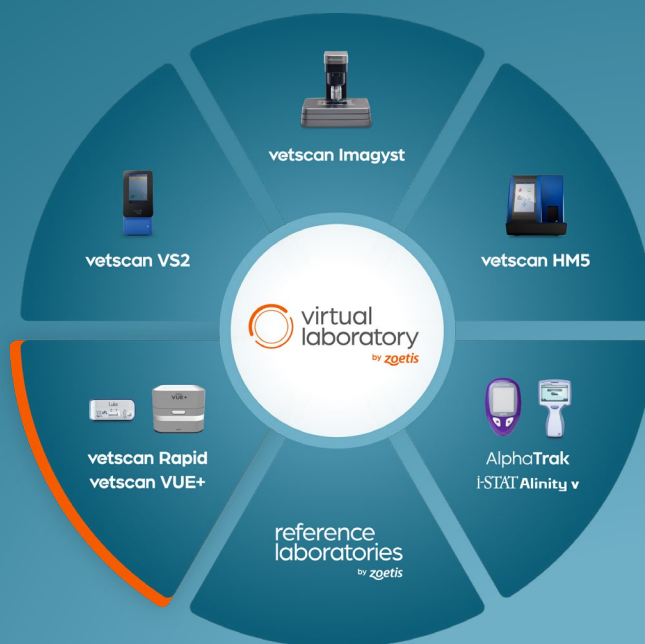 vetscan Imagyst
vetscan VS2
vetscan HM5
virtual
laboratory
by zoetis
VUE+
vetscan Rapid
vetscan VUE+
AlphaTrak
i-STAT Alinity v
reference
laboratories
by zoetis